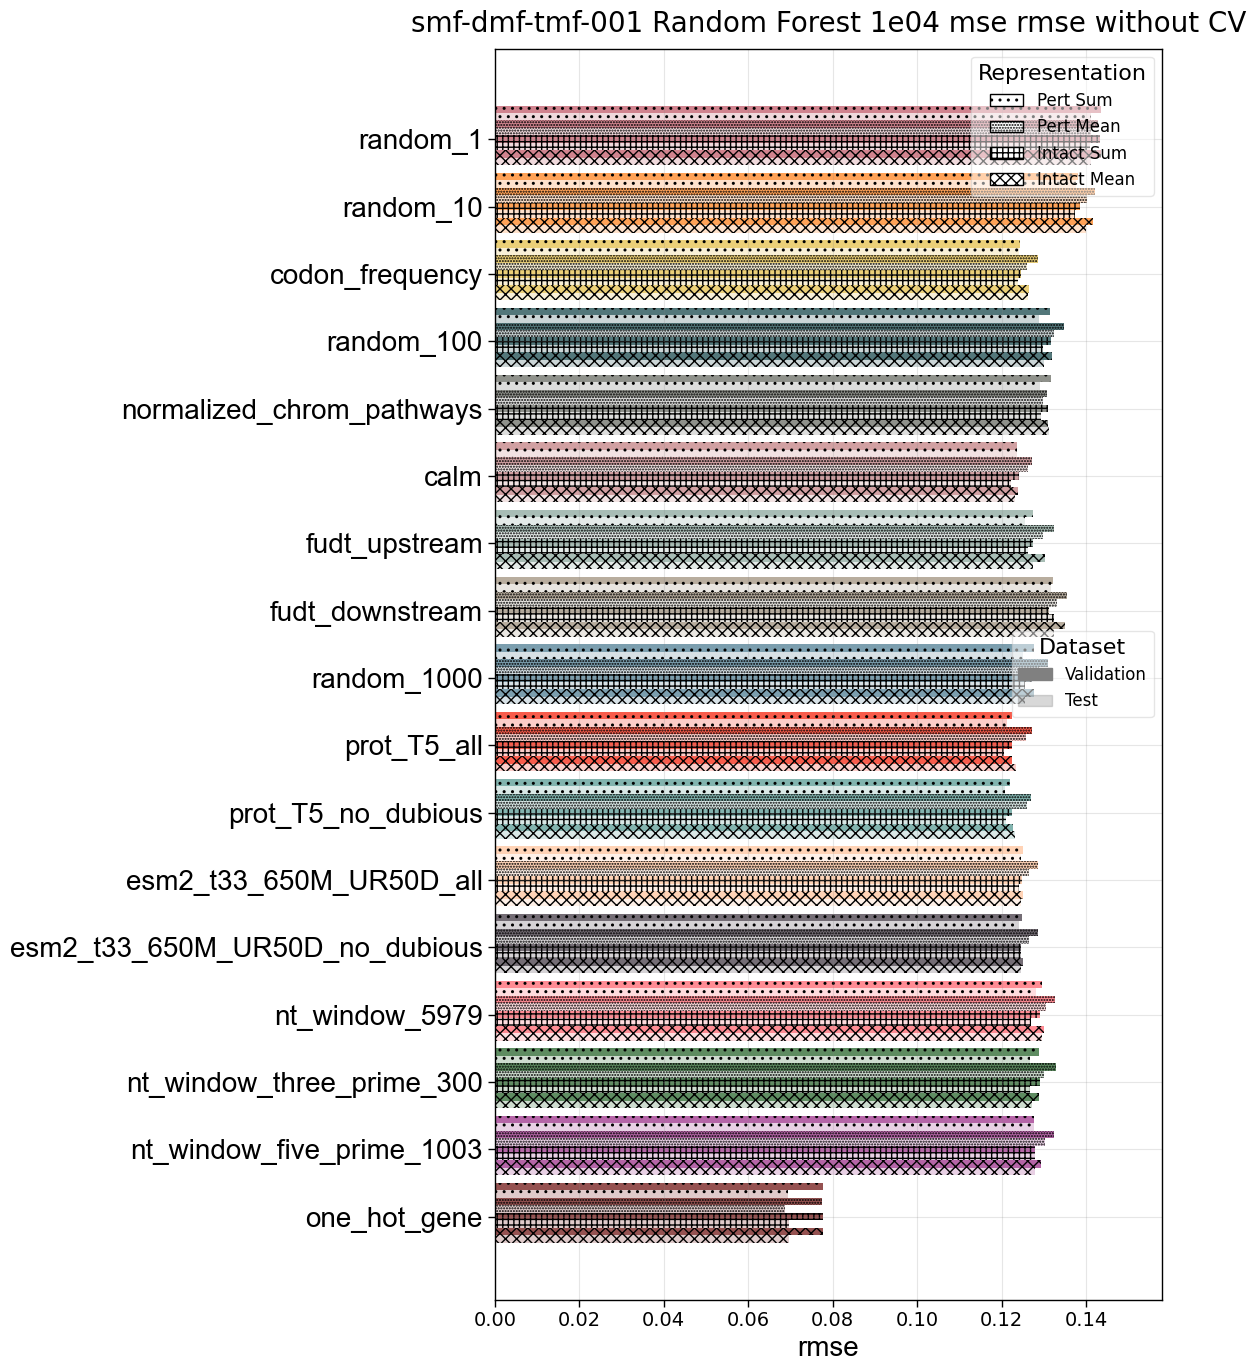 smf-dmf-tmf-001 Random Forest 1e04 mse rmse without CV
Representation
Pert Sum
Pert Mean
Intact Sum
Intact Mean
random_1
random_10
codon_frequency
random_100
normalized_chrom_pathways
calm
fudt_upstream
fudt_downstream
Dataset
Validation
Test
random_1000
prot_T5_all
prot_T5_no_dubious
esm2_t33_650M_UR50D_all
esm2_t33_650M_UR50D_no_dubious
nt_window_5979
nt_window_three_prime_300
nt_window_five_prime_1003
one_hot_gene
0.00 0.02 0.04 0.06 0.08 0.10 0.12 0.14
rmse